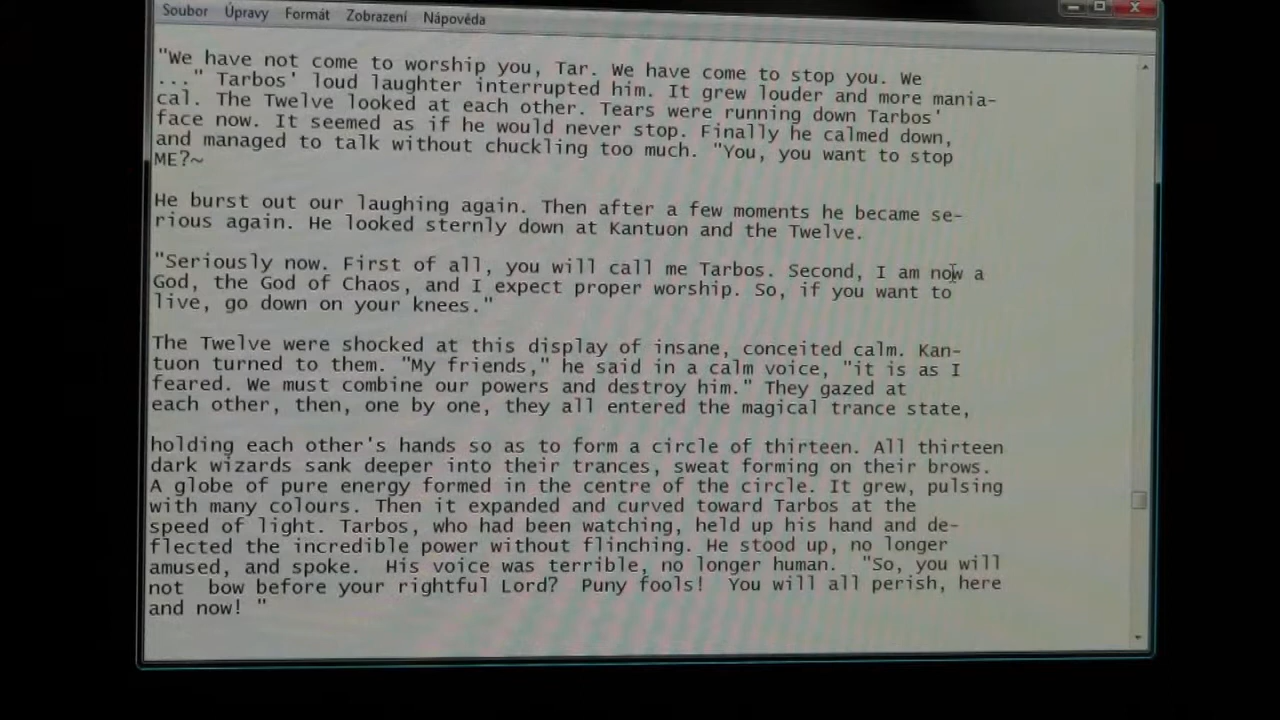 Soubor Úpravy Formát Zobrazení Nápověda
"We have not come to worship you, Tar. We have come to stop you. We
..." Tarbos' loud laughter interrupted him. It grew louder and more mania-
cal. The Twelve looked at each other. Tears were running down Tarbos'
face now. It seemed as if he would never stop. Finally he calmed down,
and managed to talk without chuckling too much. "You, you want to stop
ME?~
He burst out our laughing again. Then after a few moments he became se-
rious again. He looked sternly down at Kantuon and the Twelve.
"Seriously now. First of all, you will call me Tarbos. Second, I am now a
God, the God of Chaos, and I expect proper worship. So, if you want to
live, go down on your knees."
The Twelve were shocked at this display of insane, conceited calm. Kan-
tuon turned to them. "My friends," he said in a calm voice, "it is as I
feared. We must combine our powers and destroy him." They gazed at
each other, then, one by one, they all entered the magical trance state,
holding each other's hands so as to form a circle of thirteen. All thirteen
dark wizards sank deeper into their trances, sweat forming on their brows.
A globe of pure energy formed in the centre of the circle. It grew, pulsing
with many colours. Then it expanded and curved toward Tarbos at the
speed of light. Tarbos, who had been watching, held up his hand and de-
flected the incredible power without flinching. He stood up, no longer
amused, and spoke.  His voice was terrible, no longer human.  "So, you will
not  bow before your rightful Lord?  Puny fools!  You will all perish, here
and now! "